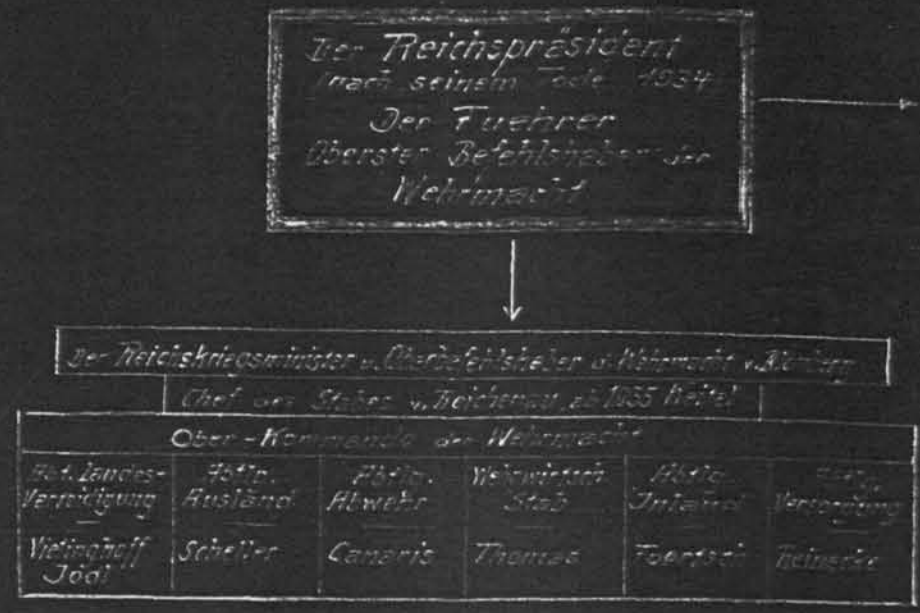 Der Reichspräsident
(nach seinem Tode 1934)
Der Fuehrer
Oberster Befehlshaber der
Wehrmacht
Der Reichskriegsminister u. Oberbefehlshaber d. Wehrmacht v. Blomberg
Chef des Stabes v. Reichenau, ab 1935 Keitel
Ober-Kommando der Wehrmacht
Abt. Landes-
Verteidigung
Vietinghoff
Jodl
Abtlg.
Ausland
Scheller
Abtlg.
Abwehr
Canaris
Wehrwirtsch
Stab
Thomas
Abtlg.
Inland
Foertsch
Versorgung
Reinecke